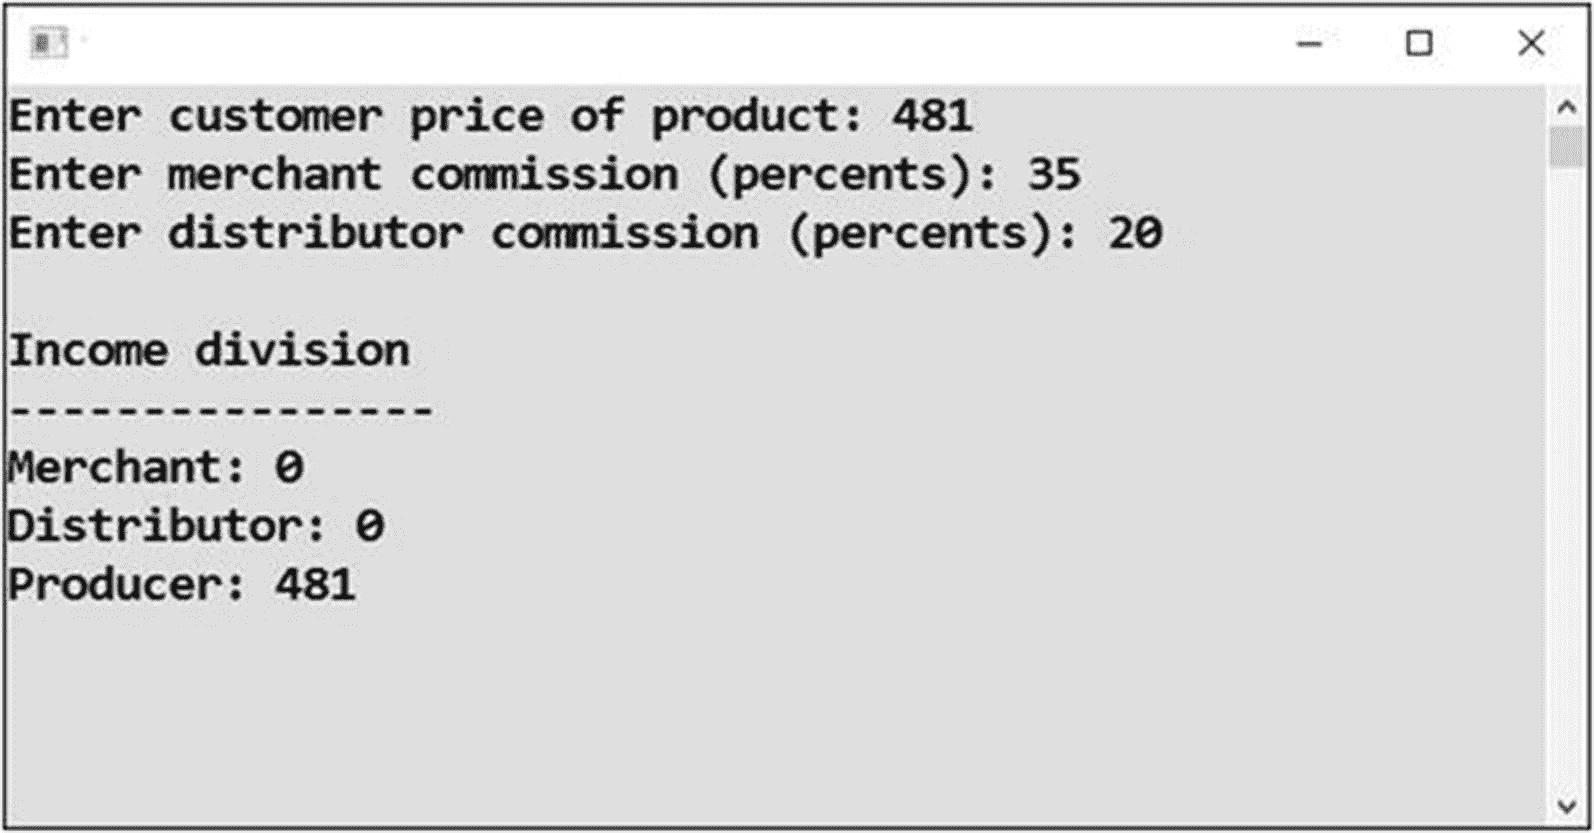 Enter customer price of product: 481
Enter merchant commission (percents): 35
Enter distributor commission (percents): 20
Income division
----------------
Merchant: 0
Distributor: 0
Producer: 481